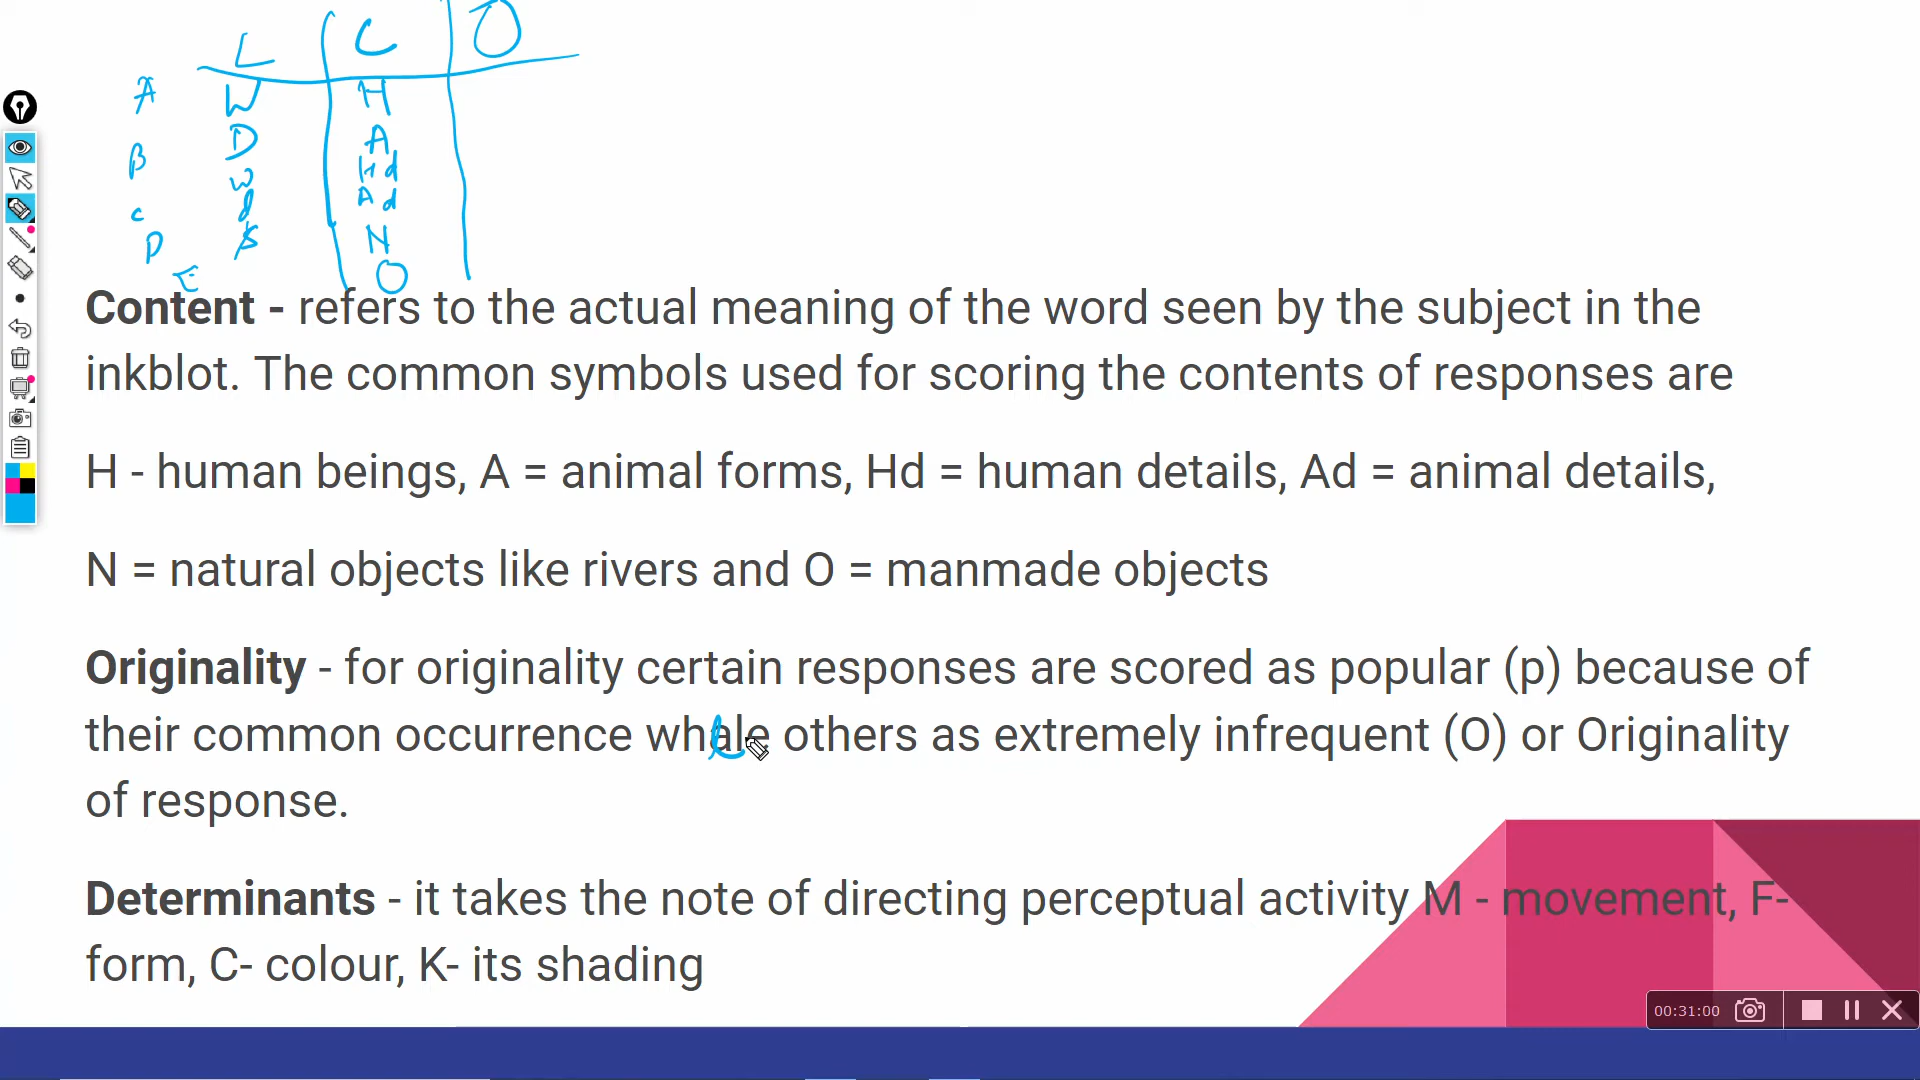 L C O
A W H
B D A
W Hd
C d Ad
D S N
E O
Content - refers to the actual meaning of the word seen by the subject in the
inkblot. The common symbols used for scoring the contents of responses are
H - human beings, A = animal forms, Hd = human details, Ad = animal details,
N = natural objects like rivers and O = manmade objects
Originality - for originality certain responses are scored as popular (p) because of
their common occurrence whale others as extremely infrequent (O) or Originality
of response.
Determinants - it takes the note of directing perceptual activity M - movement, F-
form, C- colour, K- its shading
00:31:00